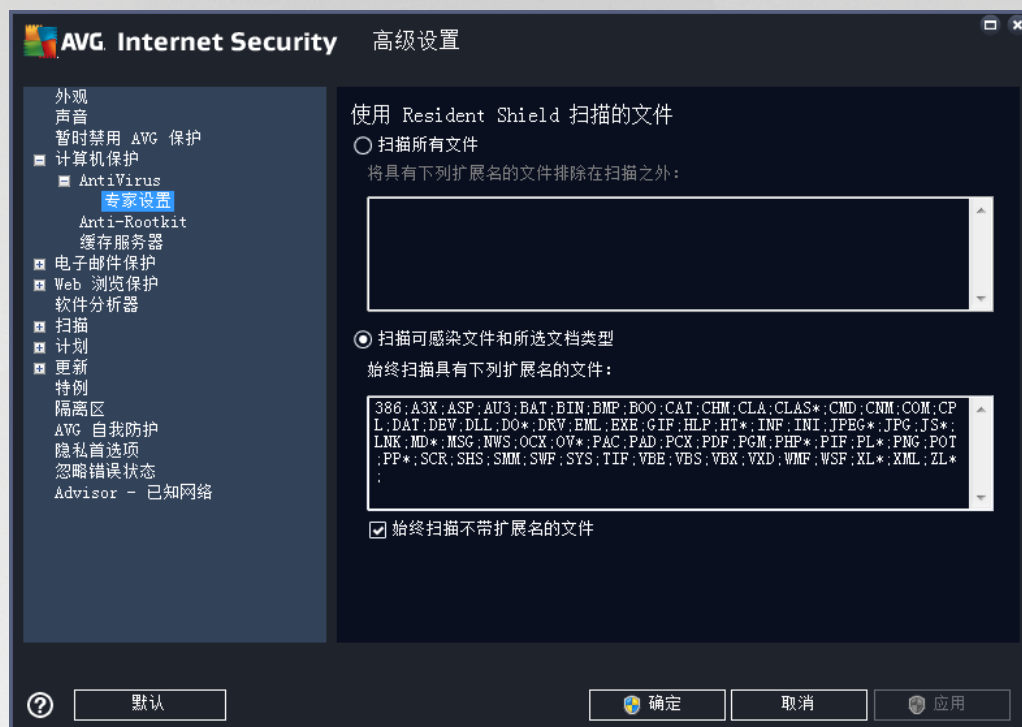 AVG Internet Security 高级设置
外观
声音
暂时禁用 AVG 保护
计算机保护
AntiVirus
专家设置
Anti-Rootkit
缓存服务器
电子邮件保护
Web 浏览保护
软件分析器
扫描
计划
更新
特例
隔离区
AVG 自我防护
隐私首选项
忽略错误状态
Advisor - 已知网络
使用 Resident Shield 扫描的文件
扫描所有文件
将具有下列扩展名的文件排除在扫描之外：
扫描可感染文件和所选文档类型
始终扫描具有下列扩展名的文件：
386;A3X;ASP;AU3;BAT;BIN;BMP;BOO;CAT;CHM;CLA;CLAS*;CMD;CNM;COM;CP
L;DAT;DEV;DLL;DO*;DRV;EML;EXE;GIF;HLP;HT*;INF;INI;JPEG*;JPG;JS*;
LNK;MD*;MSG;NWS;OCX;OV*;PAC;PAD;PCX;PDF;PGM;PHP*;PIF;PL*;PNG;POT
;PP*;SCR;SHS;SMM;SWF;SYS;TIF;VBE;VBS;VBX;VXD;WMF;WSF;XL*;XML;ZL*
;
始终扫描不带扩展名的文件
默认
确定
取消
应用